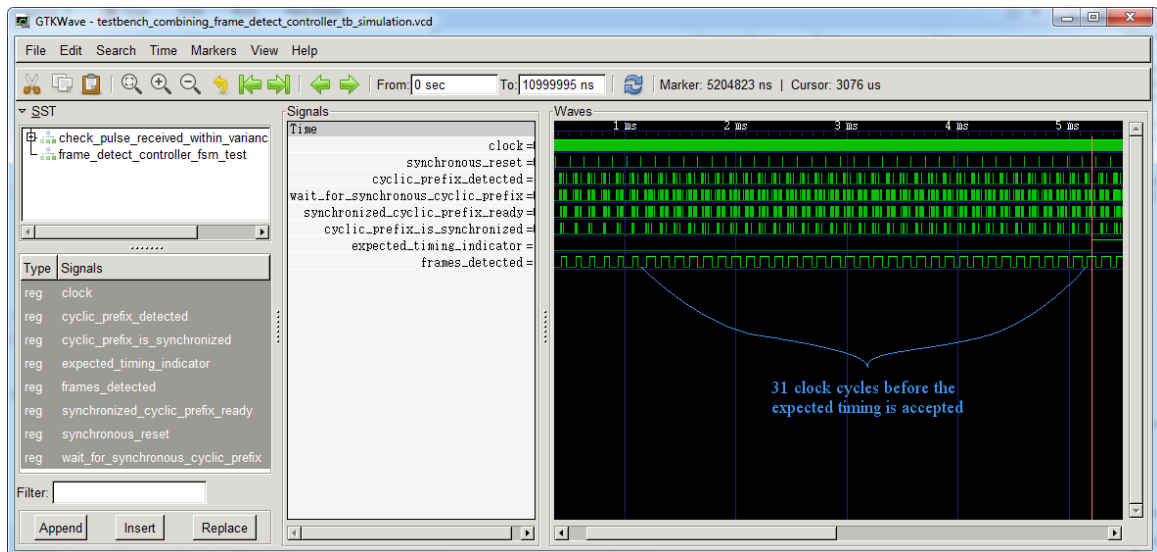 GTKWave - testbench_combining_frame_detect_controller_tb_simulation.vcd
File Edit Search Time Markers View Help
From: 0 sec To: 10999995 ns | Marker: 5204823 ns | Cursor: 3076 us
SST
check_pulse_received_within_varianc
frame_detect_controller_fsm_test
Type Signals
reg clock
reg cyclic_prefix_detected
reg cyclic_prefix_is_synchronized
reg expected_timing_indicator
reg frames_detected
reg synchronized_cyclic_prefix_ready
reg synchronous_reset
reg wait_for_synchronous_cyclic_prefix
Filter:
Append Insert Replace
Signals
Time
clock =
synchronous_reset =
cyclic_prefix_detected =
wait_for_synchronous_cyclic_prefix =
synchronized_cyclic_prefix_ready =
cyclic_prefix_is_synchronized =
expected_timing_indicator =
frames_detected =
Waves
1 ms 2 ms 3 ms 4 ms 5 ms
31 clock cycles before the
expected timing is accepted